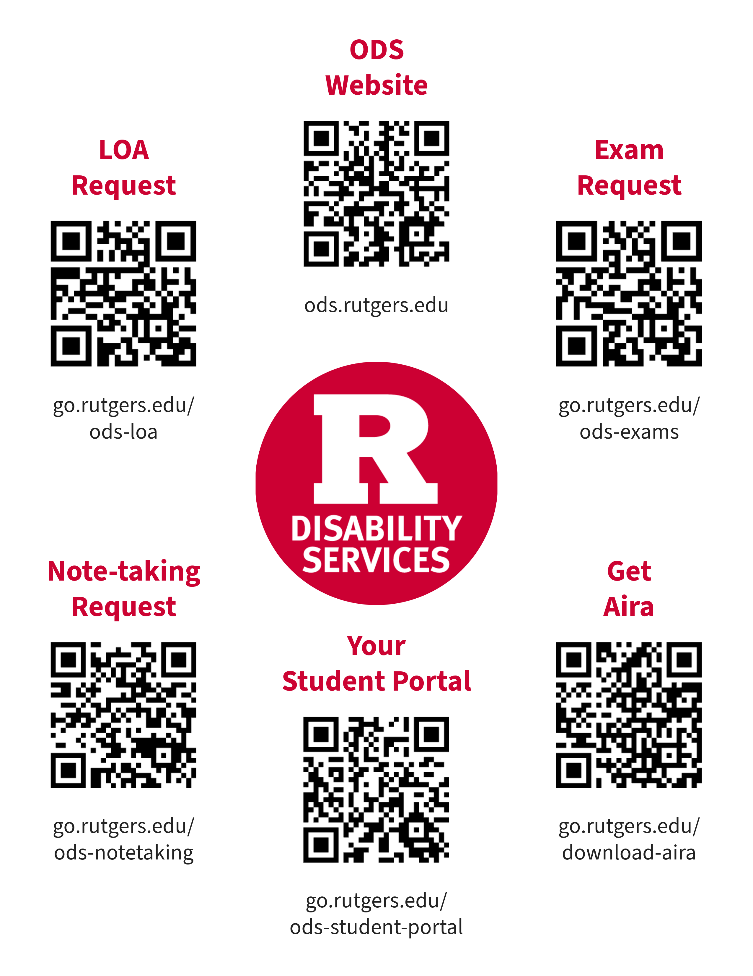 ODS
Website
ods.rutgers.edu
LOA
Request
go.rutgers.edu/
ods-loa
Exam
Request
go.rutgers.edu/
ods-exams
R
DISABILITY
SERVICES
Note-taking
Request
go.rutgers.edu/
ods-notetaking
Your
Student Portal
go.rutgers.edu/
ods-student-portal
Get
Aira
go.rutgers.edu/
download-aira